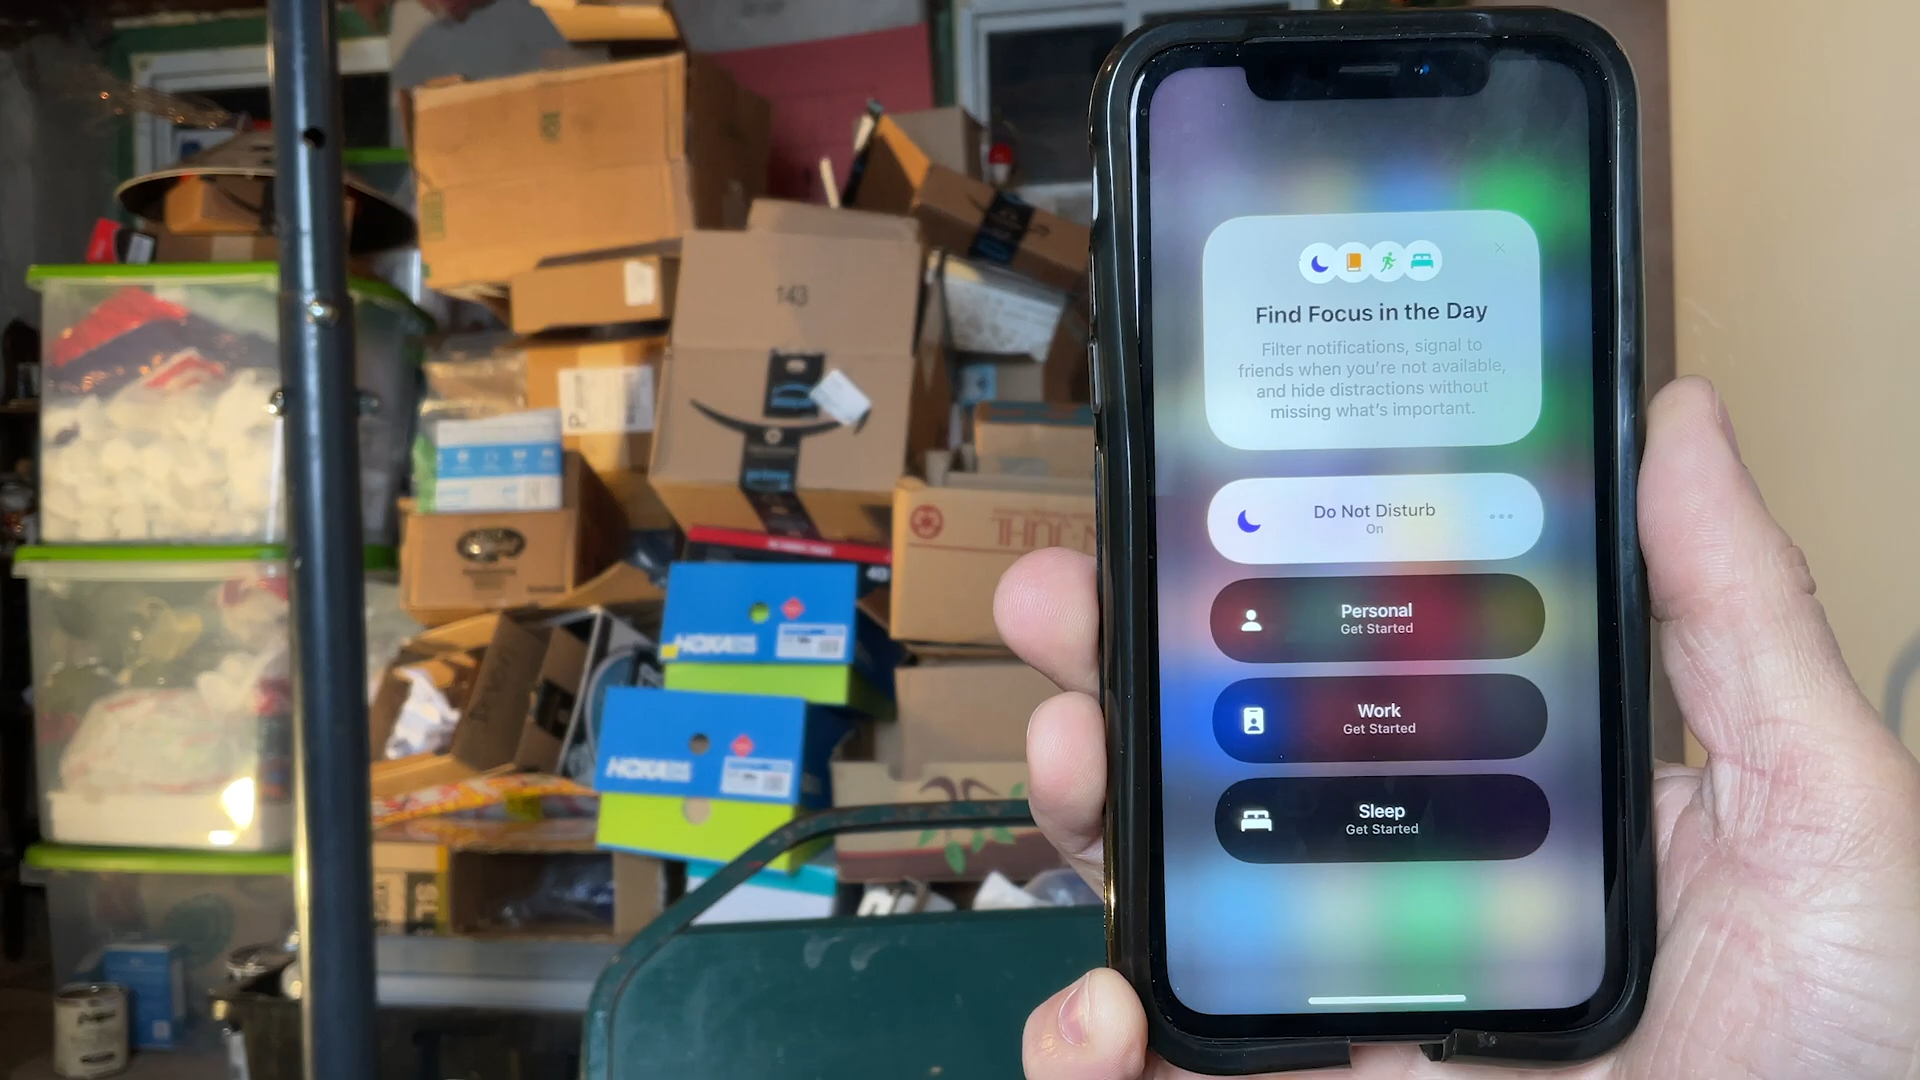 143
prime
HOKA
HOKA
Find Focus in the Day
Filter notifications, signal to
friends when you're not available,
and hide distractions without
missing what's important.
Do Not Disturb
On
Personal
Get Started
Work
Get Started
Sleep
Get Started